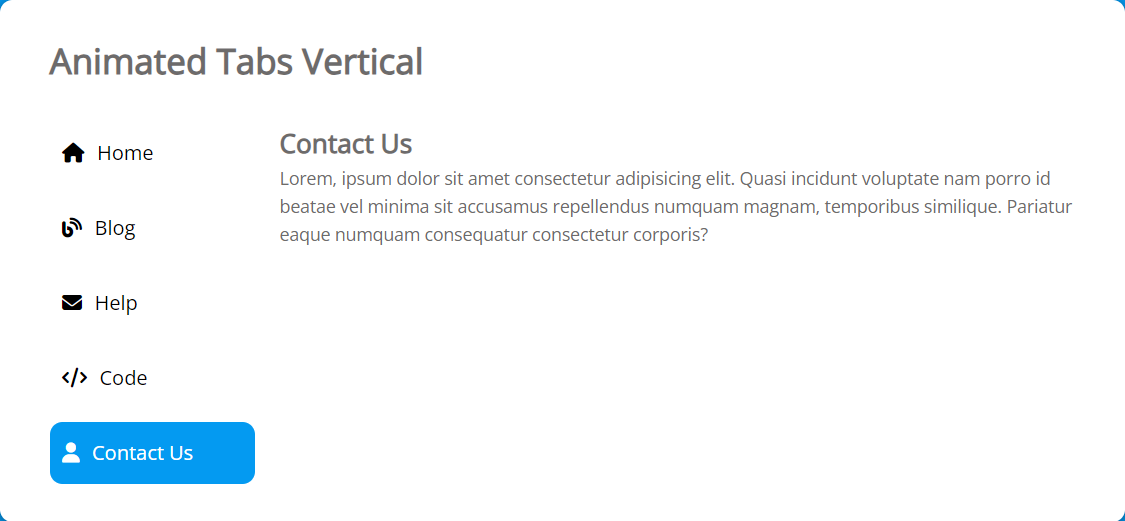 Animated Tabs Vertical
Home
Blog
Help
Code
Contact Us
Contact Us
Lorem, ipsum dolor sit amet consectetur adipisicing elit. Quasi incidunt voluptate nam porro id
beatae vel minima sit accusamus repellendus numquam magnam, temporibus similique. Pariatur
eaque numquam consequatur consectetur corporis?